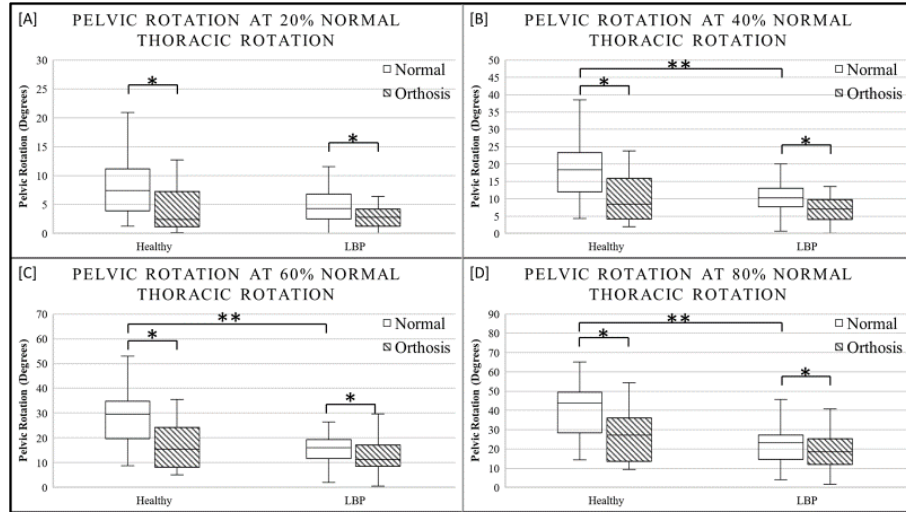 [A] PELVIC ROTATION AT 20% NORMAL
THORACIC ROTATION
Pelvic Rotation (Degrees)
30
25
20
15
10
5
0
*
*
Normal
Orthosis
Healthy LBP
[B] PELVIC ROTATION AT 40% NORMAL
THORACIC ROTATION
Pelvic Rotation (Degrees)
50
45
40
35
30
25
20
15
10
5
0
**
*
*
Normal
Orthosis
Healthy LBP
[C] PELVIC ROTATION AT 60% NORMAL
THORACIC ROTATION
Pelvic Rotation (Degrees)
70
60
50
40
30
20
10
0
**
*
*
Normal
Orthosis
Healthy LBP
[D] PELVIC ROTATION AT 80% NORMAL
THORACIC ROTATION
Pelvic Rotation (Degrees)
90
80
70
60
50
40
30
20
10
0
**
*
*
Normal
Orthosis
Healthy LBP